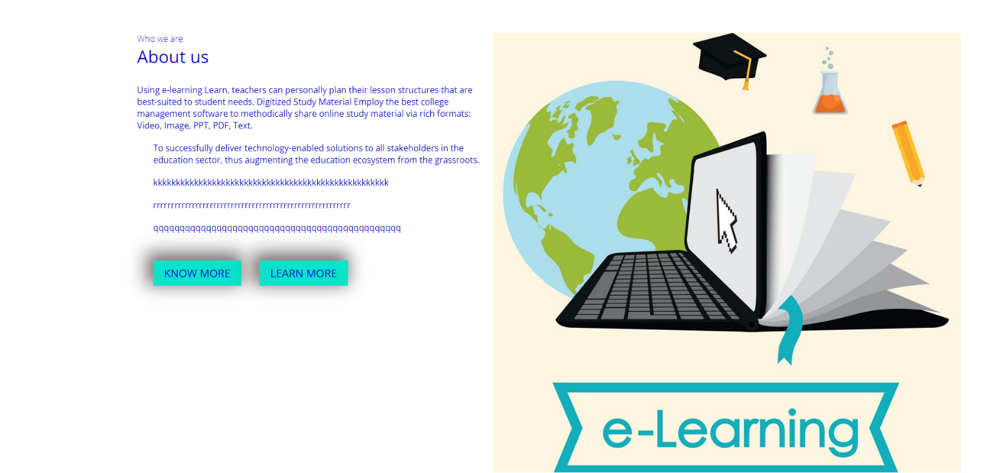 Who we are
About us
Using e-learning Learn, teachers can personally plan their lesson structures that are
best-suited to student needs. Digitized Study Material Employ the best college
management software to methodically share online study material via rich formats:
Video, Image, PPT, PDF, Text.
To successfully deliver technology-enabled solutions to all stakeholders in the
education sector, thus augmenting the education ecosystem from the grassroots.
kkkkkkkkkkkkkkkkkkkkkkkkkkkkkkkkkkkkkkkkkkkkkkkkkkkk
rrrrrrrrrrrrrrrrrrrrrrrrrrrrrrrrrrrrrrrrrrrrrrrrrrrrrrrr
qqqqqqqqqqqqqqqqqqqqqqqqqqqqqqqqqqqqqqqqqqqqqqq
KNOW MORE LEARN MORE
e-Learning